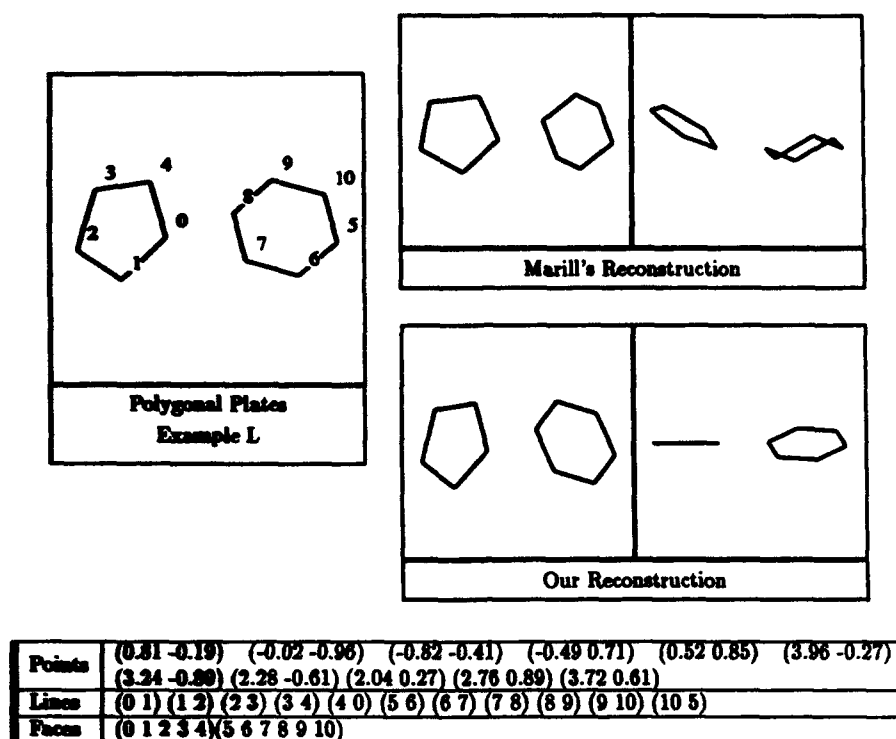 3
4
9
10
8
2
0
5
7
1
6
Polygonal Plates
Example L
Marill's Reconstruction
Our Reconstruction
Points (0.81 -0.19) (-0.02 -0.96) (-0.82 -0.41) (-0.49 0.71) (0.52 0.85) (3.96 -0.27)
(3.24 -0.89) (2.28 -0.61) (2.04 0.27) (2.76 0.89) (3.72 0.61)
Lines (0 1) (1 2) (2 3) (3 4) (4 0) (5 6) (6 7) (7 8) (8 9) (9 10) (10 5)
Faces (0 1 2 3 4)(5 6 7 8 9 10)